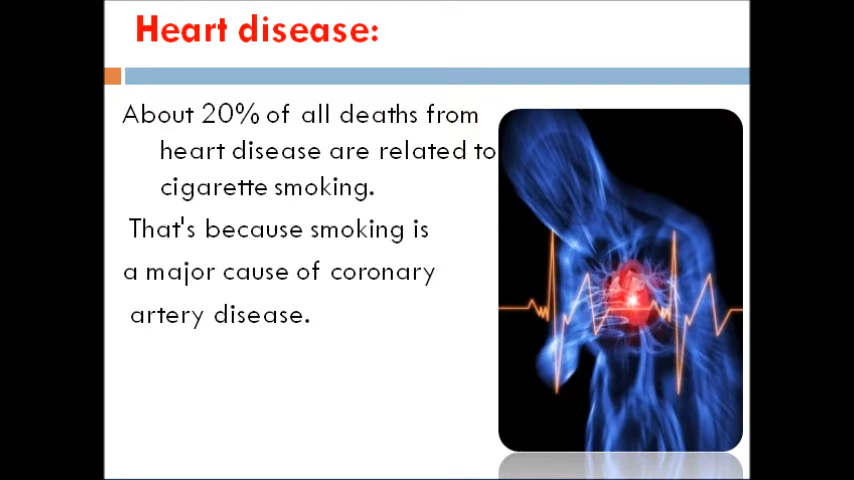 Heart disease:
About 20% of all deaths from
heart disease are related to
cigarette smoking.
That's because smoking is
a major cause of coronary
artery disease.